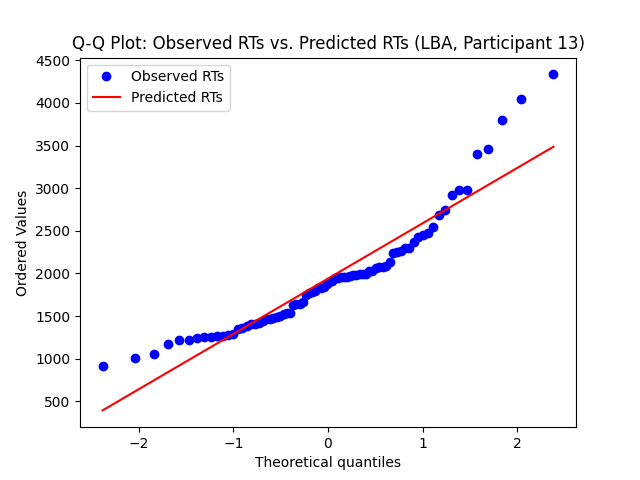 Q-Q Plot: Observed RTs vs. Predicted RTs (LBA, Participant 13)
Observed RTs
Predicted RTs
Ordered Values
4500
4000
3500
3000
2500
2000
1500
1000
500
−2
−1
0
1
2
Theoretical quantiles